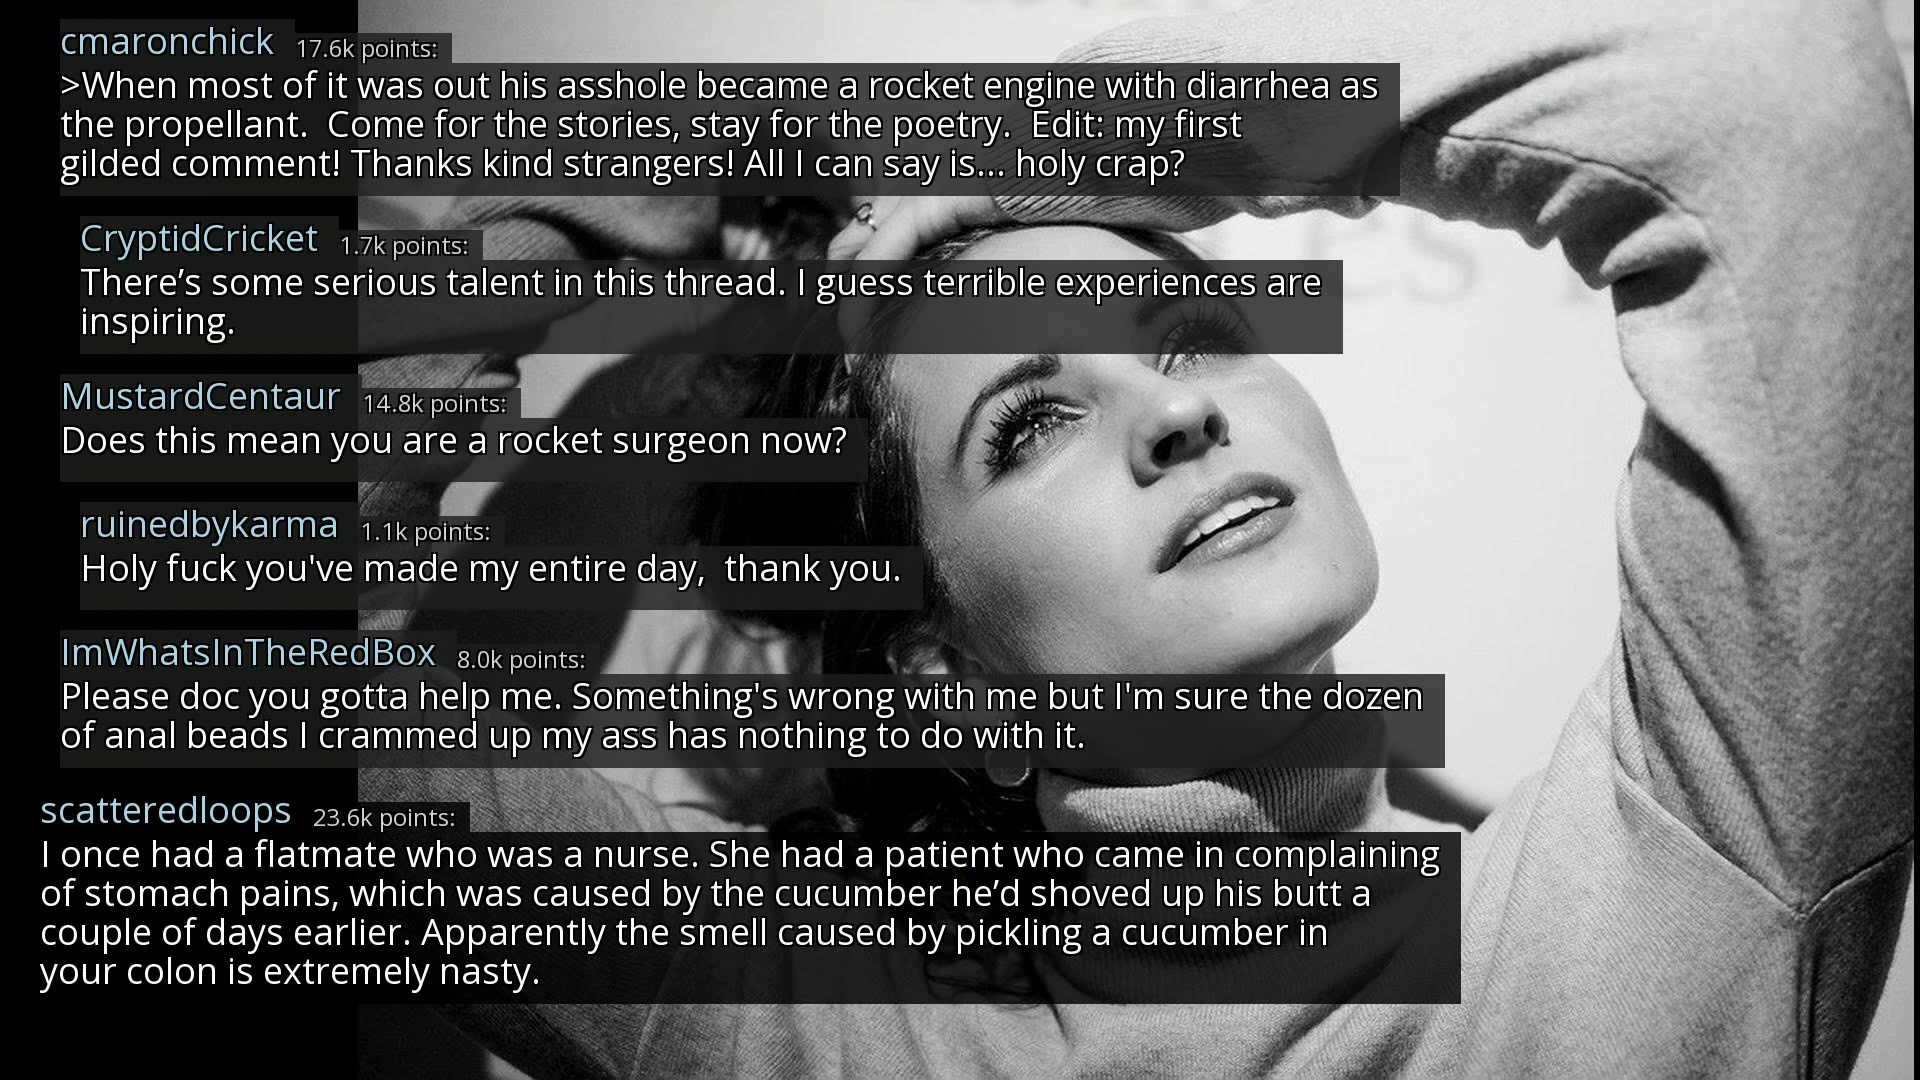 cmaronchick 17.6k points:
>When most of it was out his asshole became a rocket engine with diarrhea as
the propellant.  Come for the stories, stay for the poetry.  Edit: my first
gilded comment! Thanks kind strangers! All I can say is... holy crap?
CryptidCricket 1.7k points:
There’s some serious talent in this thread. I guess terrible experiences are
inspiring.
MustardCentaur 14.8k points:
Does this mean you are a rocket surgeon now?
ruinedbykarma 1.1k points:
Holy fuck you've made my entire day,  thank you.
ImWhatsInTheRedBox 8.0k points:
Please doc you gotta help me. Something's wrong with me but I'm sure the dozen
of anal beads I crammed up my ass has nothing to do with it.
scatteredloops 23.6k points:
I once had a flatmate who was a nurse. She had a patient who came in complaining
of stomach pains, which was caused by the cucumber he’d shoved up his butt a
couple of days earlier. Apparently the smell caused by pickling a cucumber in
your colon is extremely nasty.